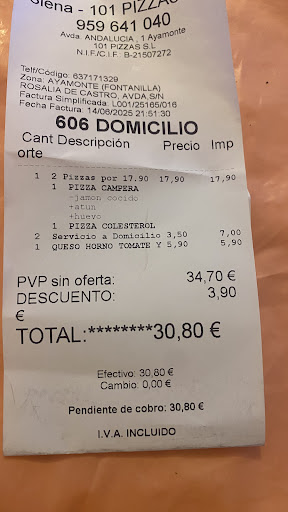 Siena - 101 PIZZAS
959 641 040
Avda. ANDALUCIA , 1 Ayamonte
101 PIZZAS S.L
N.I.F./C.I.F. B-21507272
Telf/Código: 637171329
Zona: AYAMONTE (FONTANILLA)
ROSALIA DE CASTRO, AVDA.S/N
Factura Simplificada: L001/25165/016
Fecha Factura: 14/06/2025 21:51:30
606 DOMICILIO
Cant Descripción Precio Imp
orte
1 2 Pizzas por 17.90 17,90 17,90
1 PIZZA CAMPERA
-jamon cocido
+atun
+huevo
1 PIZZA COLESTEROL
2 Servicio a Domicilio 3,50 7,00
1 QUESO HORNO TOMATE Y 5,90 5,90
PVP sin oferta: 34,70 €
DESCUENTO: 3,90
€
TOTAL:********30,80 €
Efectivo: 30,80 €
Cambio: 0,00 €
Pendiente de cobro: 30,80 €
I.V.A. INCLUIDO